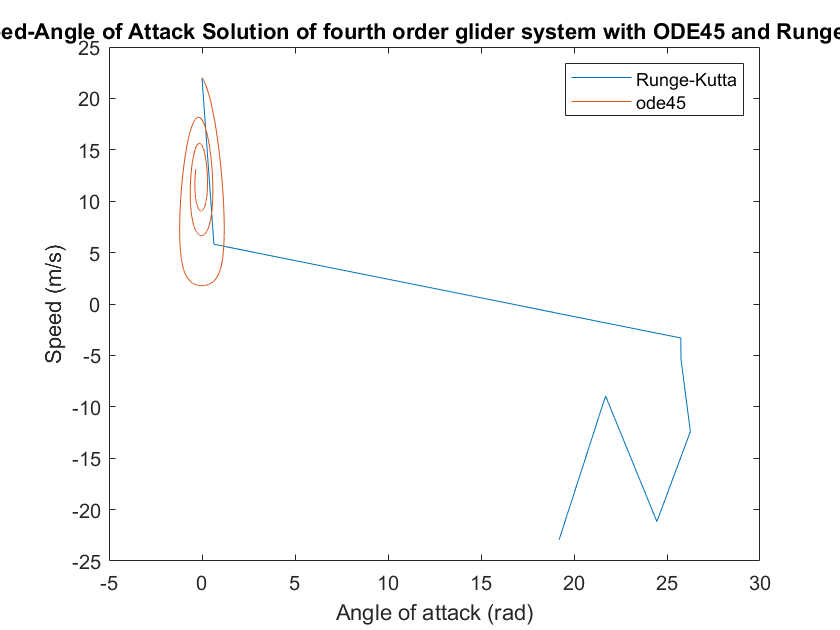 ed-Angle of Attack Solution of fourth order glider system with ODE45 and Runge
25
20
15
10
5
0
-5
-10
-15
-20
-25
Speed (m/s)
Runge-Kutta
ode45
-5 0 5 10 15 20 25 30
Angle of attack (rad)